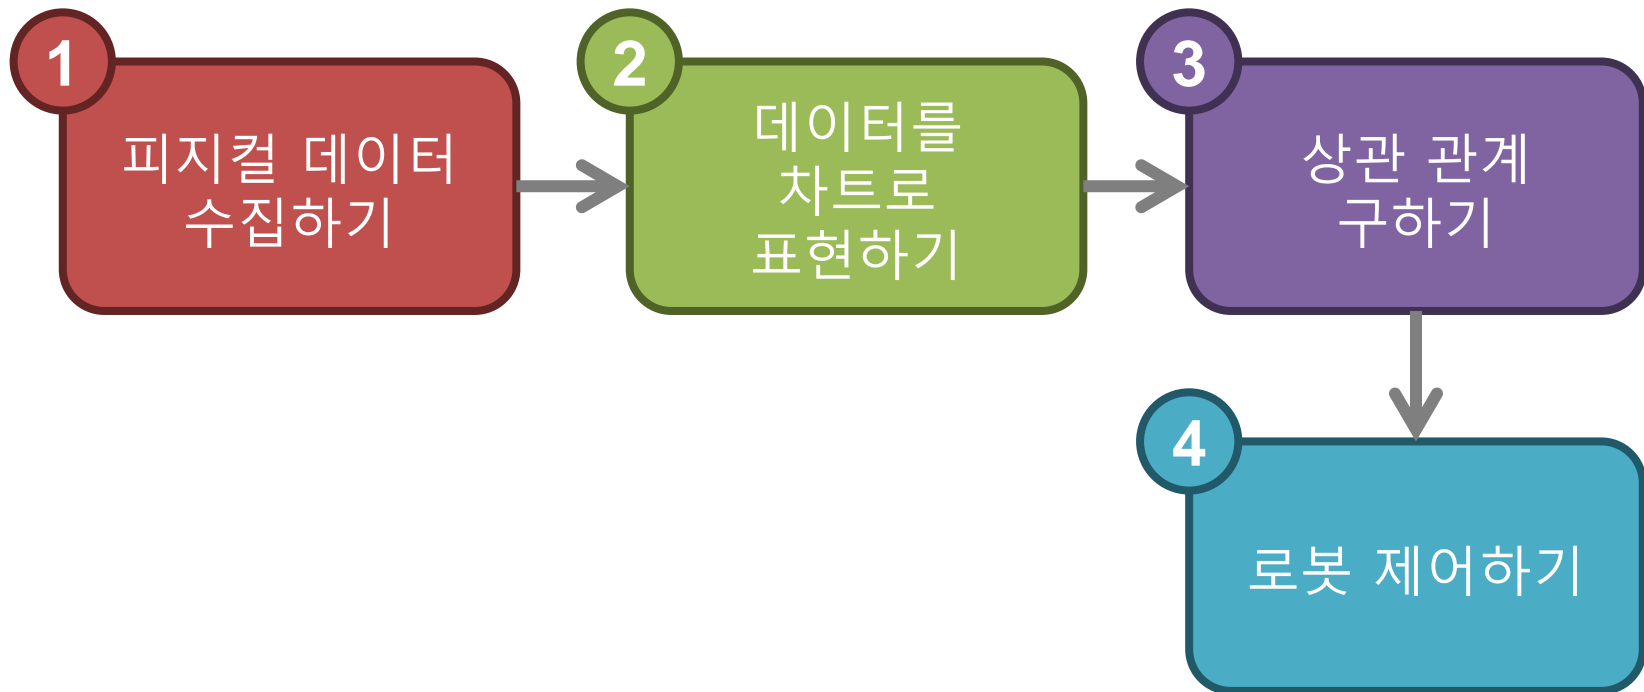 1
피지컬 데이터
수집하기
2
데이터를
차트로
표현하기
3
상관 관계
구하기
4
로봇 제어하기